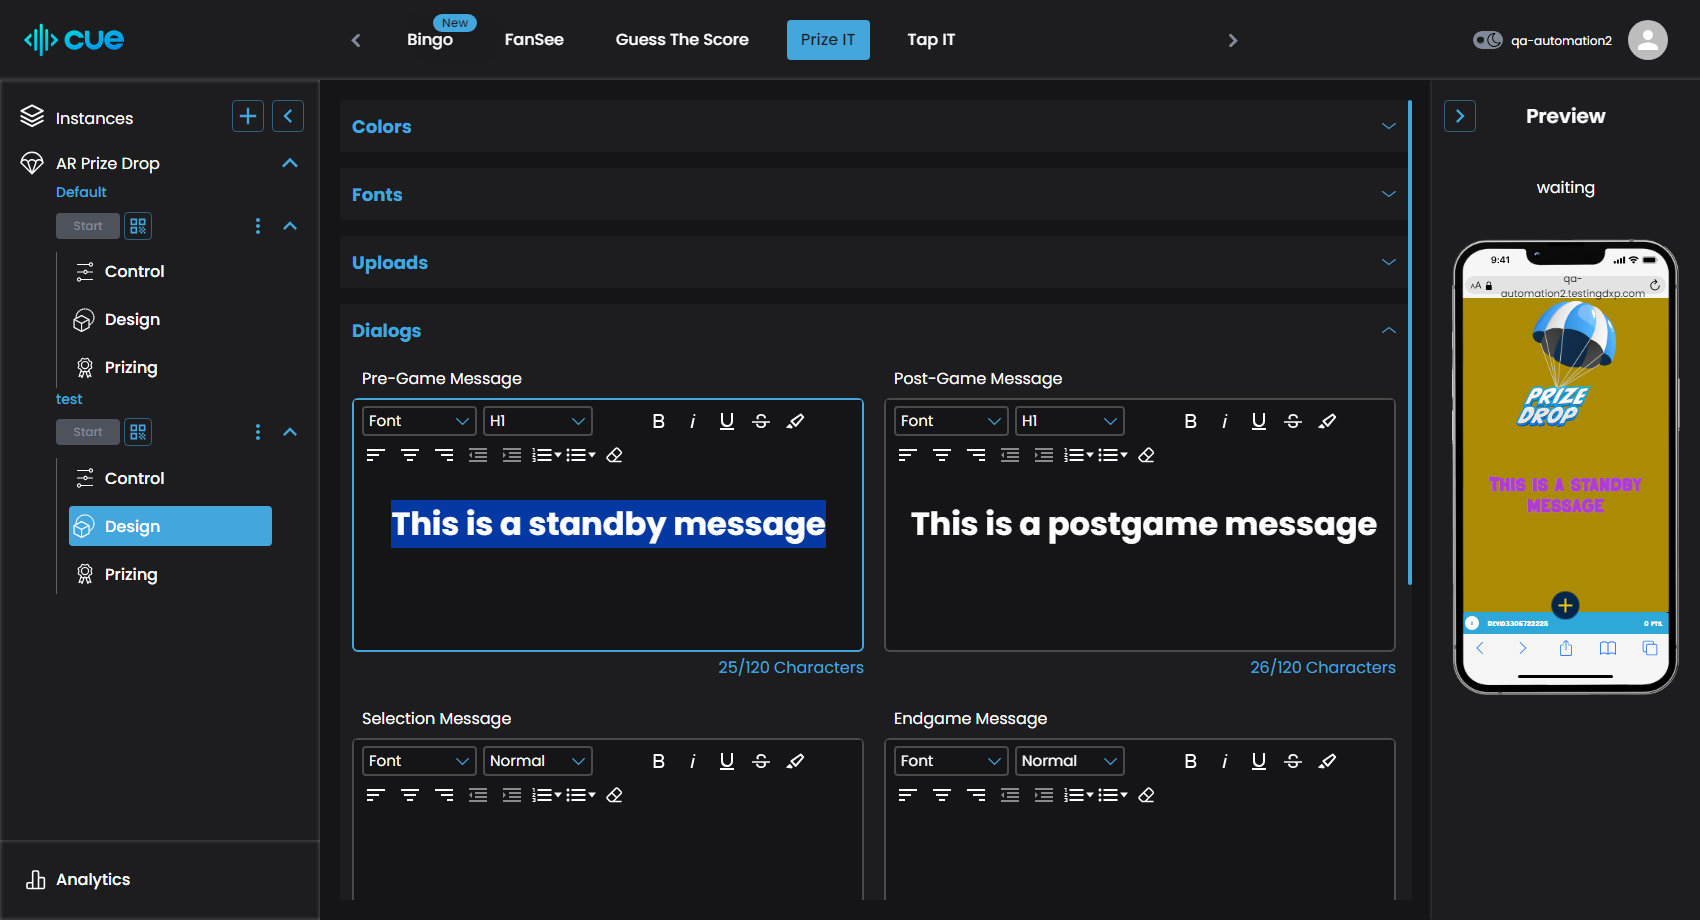 cue
Bingo
New
FanSee
Guess The Score
Prize IT
Tap IT
qa-automation2
Instances
AR Prize Drop
Default
Start
Control
Design
Prizing
test
Start
Control
Design
Prizing
Analytics
Colors
Fonts
Uploads
Dialogs
Pre-Game Message
Font
H1
B
i
U
S
This is a standby message
25/120 Characters
Post-Game Message
Font
H1
B
i
U
S
This is a postgame message
26/120 Characters
Selection Message
Font
Normal
B
i
U
S
Endgame Message
Font
Normal
B
i
U
S
Preview
waiting
9:41
AA
qa-
automation2.testingdxp.com
PRIZE
DROP
THIS IS A STANDBY
MESSAGE
DEVID3306722225
0 PTS.